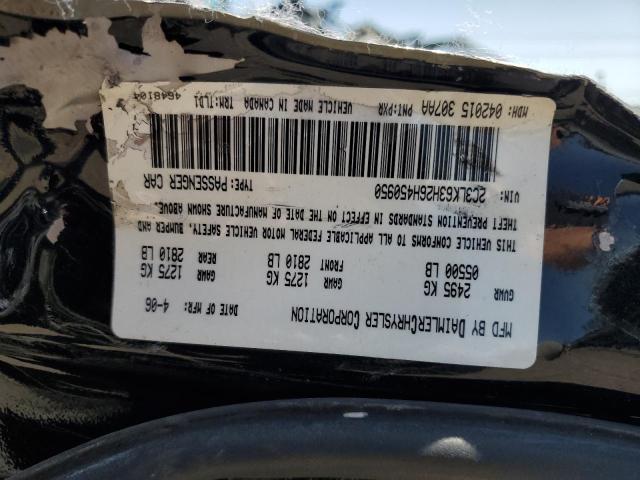 MFD BY DAIMLERCHRYSLER CORPORATION
DATE OF MFR: 4-06
GVWR
2495 KG
05500 LB
GAWR
1275 KG
FRONT 2810 LB
GAWR
1275 KG
REAR 2810 LB
THIS VEHICLE CONFORMS TO ALL APPLICABLE FEDERAL MOTOR VEHICLE SAFETY, BUMPER AND
THEFT PREVENTION STANDARDS IN EFFECT ON THE DATE OF MANUFACTURE SHOWN ABOVE.
VIN: 2C3LK63H26H450950
TYPE: PASSENGER CAR
MDH: 042015 307AA PNT: PXR VEHICLE MADE IN CANADA TRM: TLD1
4648104